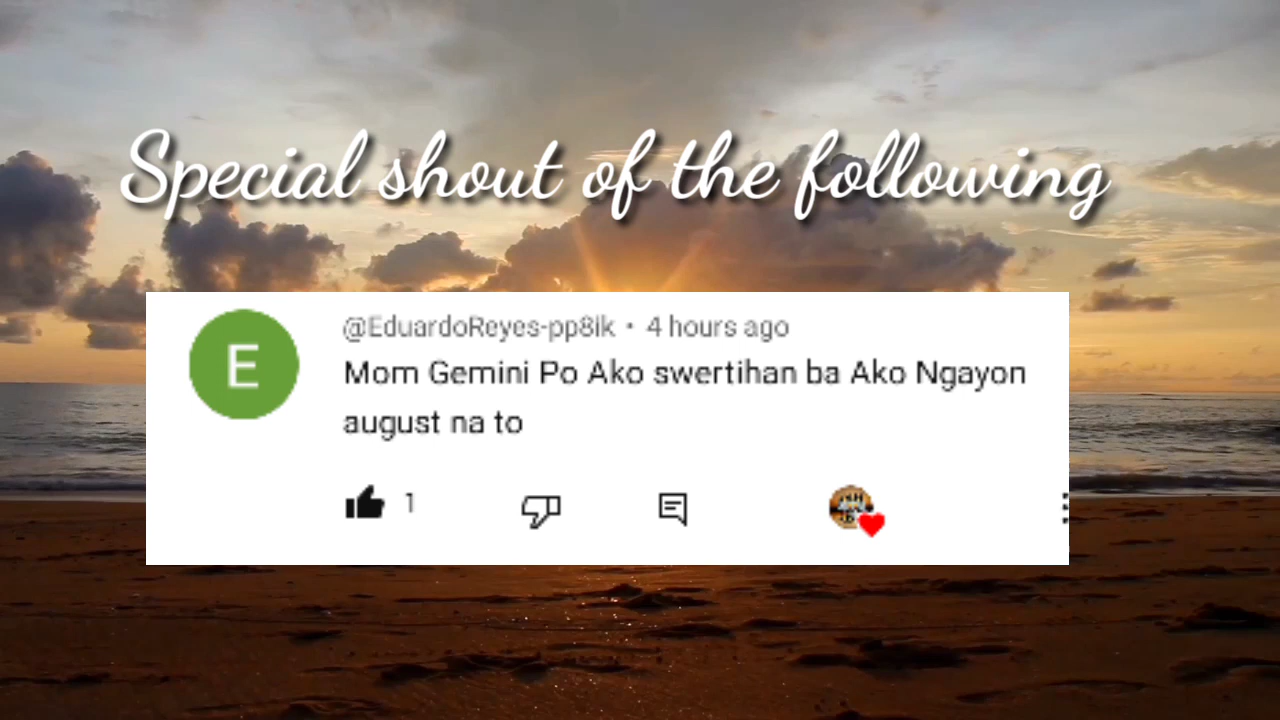 Special shout of the following
E
@EduardoReyes-pp8ik • 4 hours ago
Mom Gemini Po Ako swertihan ba Ako Ngayon
august na to
1